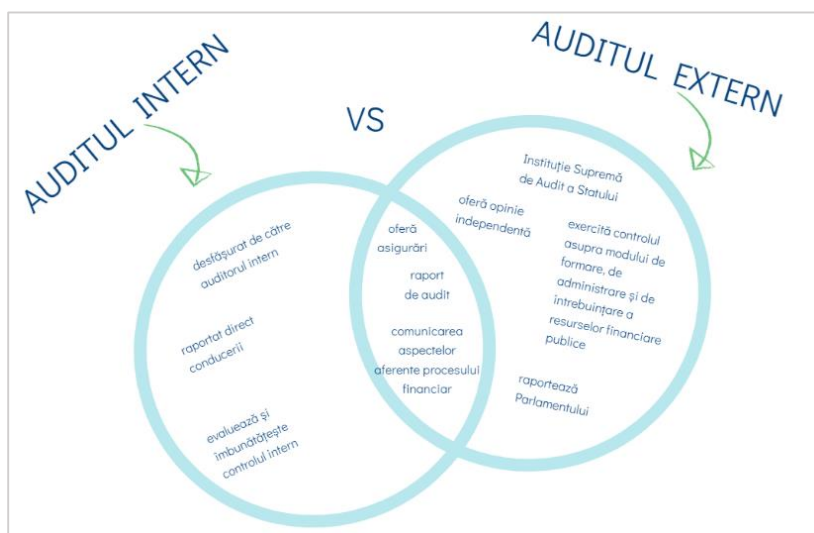 AUDITUL INTERN
VS
AUDITUL EXTERN
desfășurat de către
auditorul intern
raportat direct
conducerii
evaluează și
îmbunătățește
controlul intern
oferă
asigurări
raport
de audit
comunicarea
aspectelor
aferente procesului
financiar
Instituție Supremă
de Audit a Statului
oferă opinie
independentă
exercită controlul
asupra modului de
formare, de
administrare și de
întrebuințare a
resurselor financiare
publice
raportează
Parlamentului